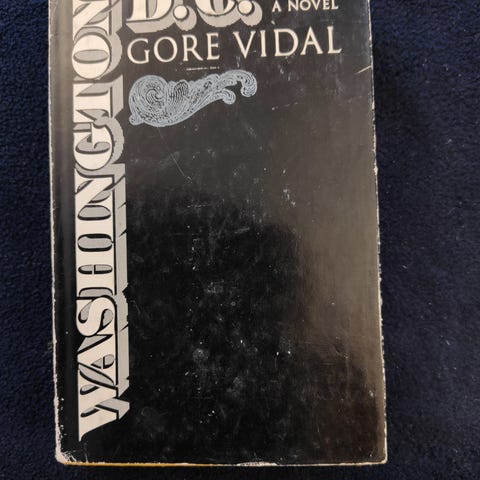 WASHINGTON
D.C.
A NOVEL
GORE VIDAL